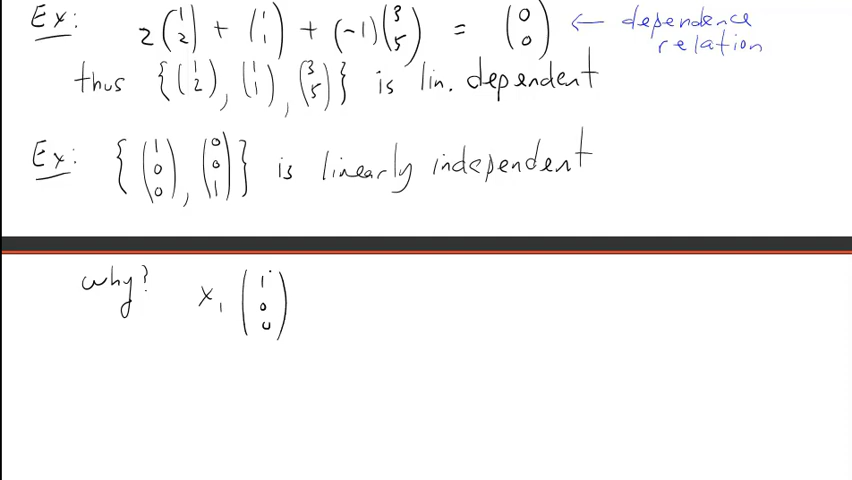 Ex: 2 (1 2) + (1 1) + (-1) (3 5) = (0 0) ← dependence relation
thus {(1 2), (1 1), (3 5)} is lin. dependent
Ex: {(1 0 0), (0 0 1)} is linearly independent
why? x₁ (1 0 0)